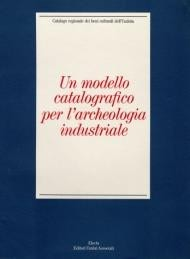 Catalogo regionale dei beni culturali dell'Umbria
Un modello
catalografico
per l'archeologia
industriale
Electa
Editori Umbri Associati